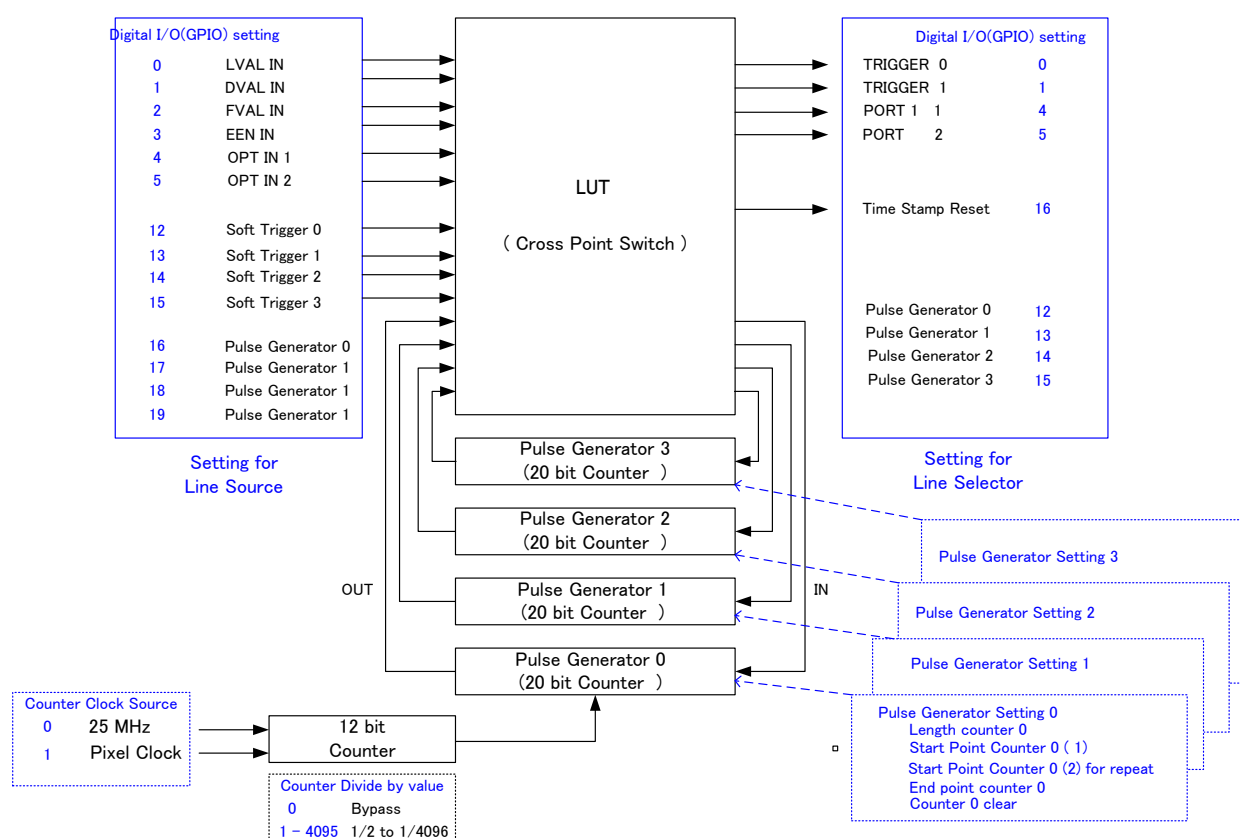 Digital I/O(GPIO) setting
0 LVAL IN
1 DVAL IN
2 FVAL IN
3 EEN IN
4 OPT IN 1
5 OPT IN 2
12 Soft Trigger 0
13 Soft Trigger 1
14 Soft Trigger 2
15 Soft Trigger 3
16 Pulse Generator 0
17 Pulse Generator 1
18 Pulse Generator 1
19 Pulse Generator 1
Setting for
Line Source
LUT
( Cross Point Switch )
Digital I/O(GPIO) setting
TRIGGER 0 0
TRIGGER 1 1
PORT 1 1 4
PORT 2 5
Time Stamp Reset 16
Pulse Generator 0 12
Pulse Generator 1 13
Pulse Generator 2 14
Pulse Generator 3 15
Setting for
Line Selector
Pulse Generator 3
(20 bit Counter )
Pulse Generator 2
(20 bit Counter )
Pulse Generator 1
(20 bit Counter )
Pulse Generator 0
(20 bit Counter )
OUT
IN
Pulse Generator Setting 3
Pulse Generator Setting 2
Pulse Generator Setting 1
Pulse Generator Setting 0
Length counter 0
Start Point Counter 0 ( 1)
Start Point Counter 0 (2) for repeat
End point counter 0
Counter 0 clear
Counter Clock Source
0 25 MHz
1 Pixel Clock
12 bit
Counter
Counter Divide by value
0 Bypass
1 - 4095 1/2 to 1/4096